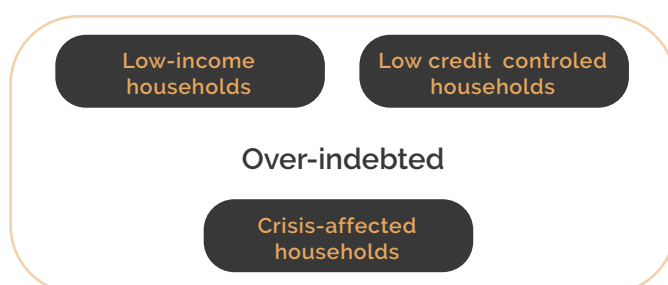 Low-income
households
Low credit controled
households
Over-indebted
Crisis-affected
households